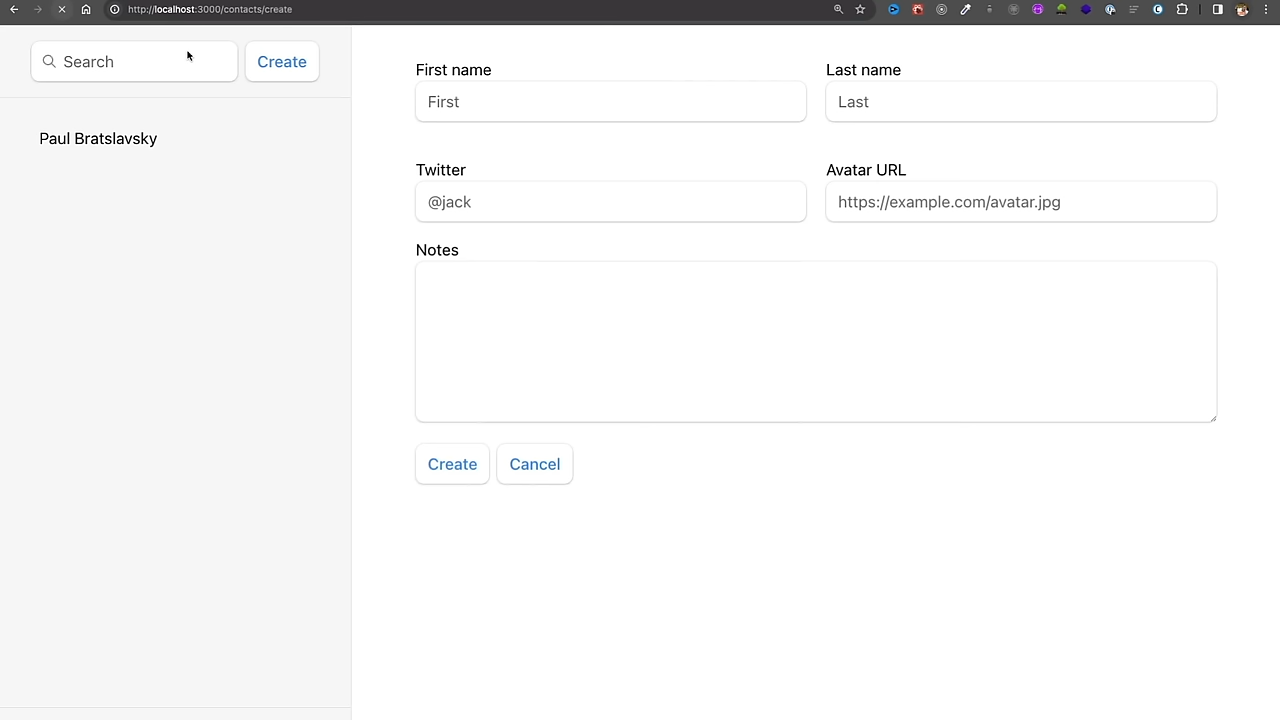 http://localhost:3000/contacts/create
Search
Create
Paul Bratslavsky
First name
Last name
First
Last
Twitter
Avatar URL
@jack
https://example.com/avatar.jpg
Notes
Create
Cancel